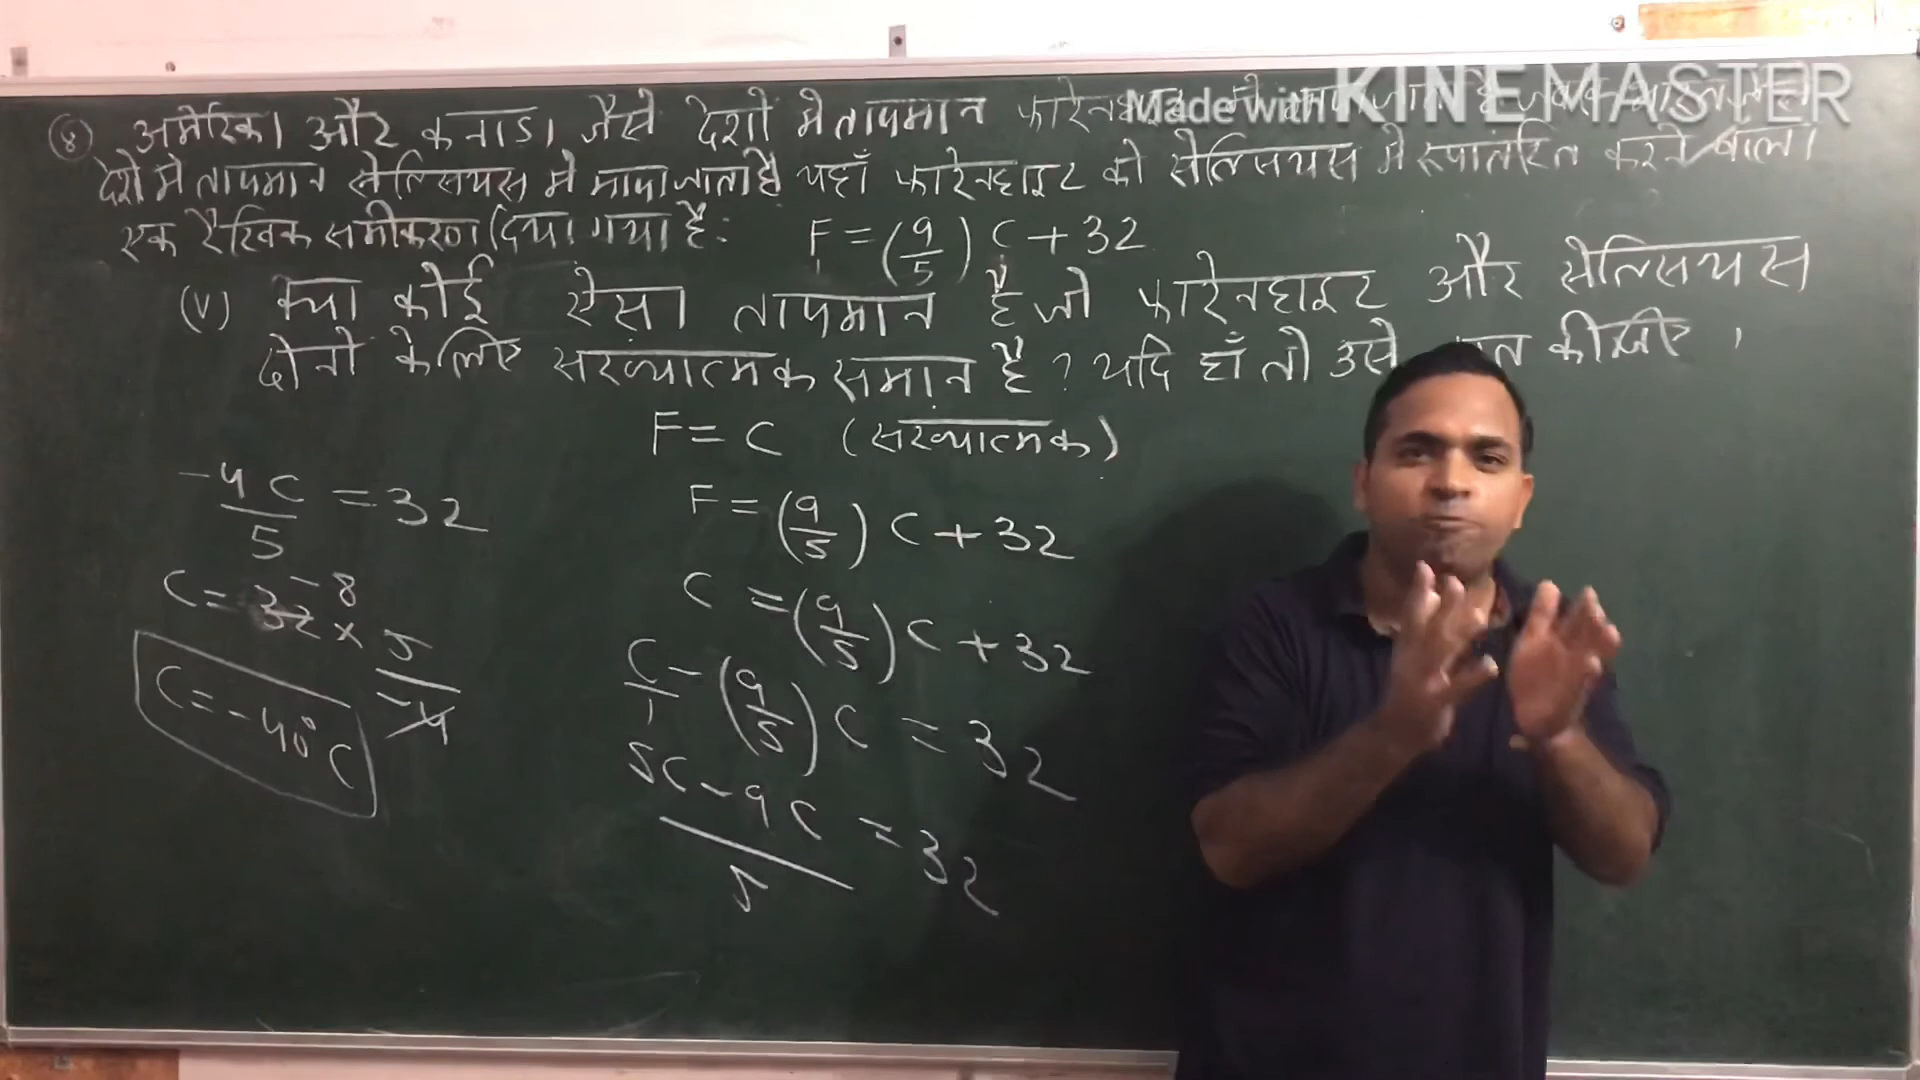 (8) अमेरिका और कनाडा जैसे देशों में तापमान फारेनहाइट
Made with KINEMASTER
देशो में तापमान सेल्सियस में मापा जाता है यहाँ फारेनहाइट को सेल्सियस में रूपांतरित करने वाला
एक रैखिक समीकरण दिया गया है: F = (9/5) C + 32
(V) क्या कोई ऐसा तापमान है जो फारेनहाइट और सेल्सियस
दोनो के लिए संख्यात्मक समान है ? यदि हाँ तो उसे कीजिए ।
F = C (संख्यात्मक)
-4C/5 = 32
C = 32 -8 × 5/-4
C = -40°C
F = (9/5) C + 32
C = (9/5) C + 32
C/1 - (9/5) C = 32
5C - 9C/5 = 32